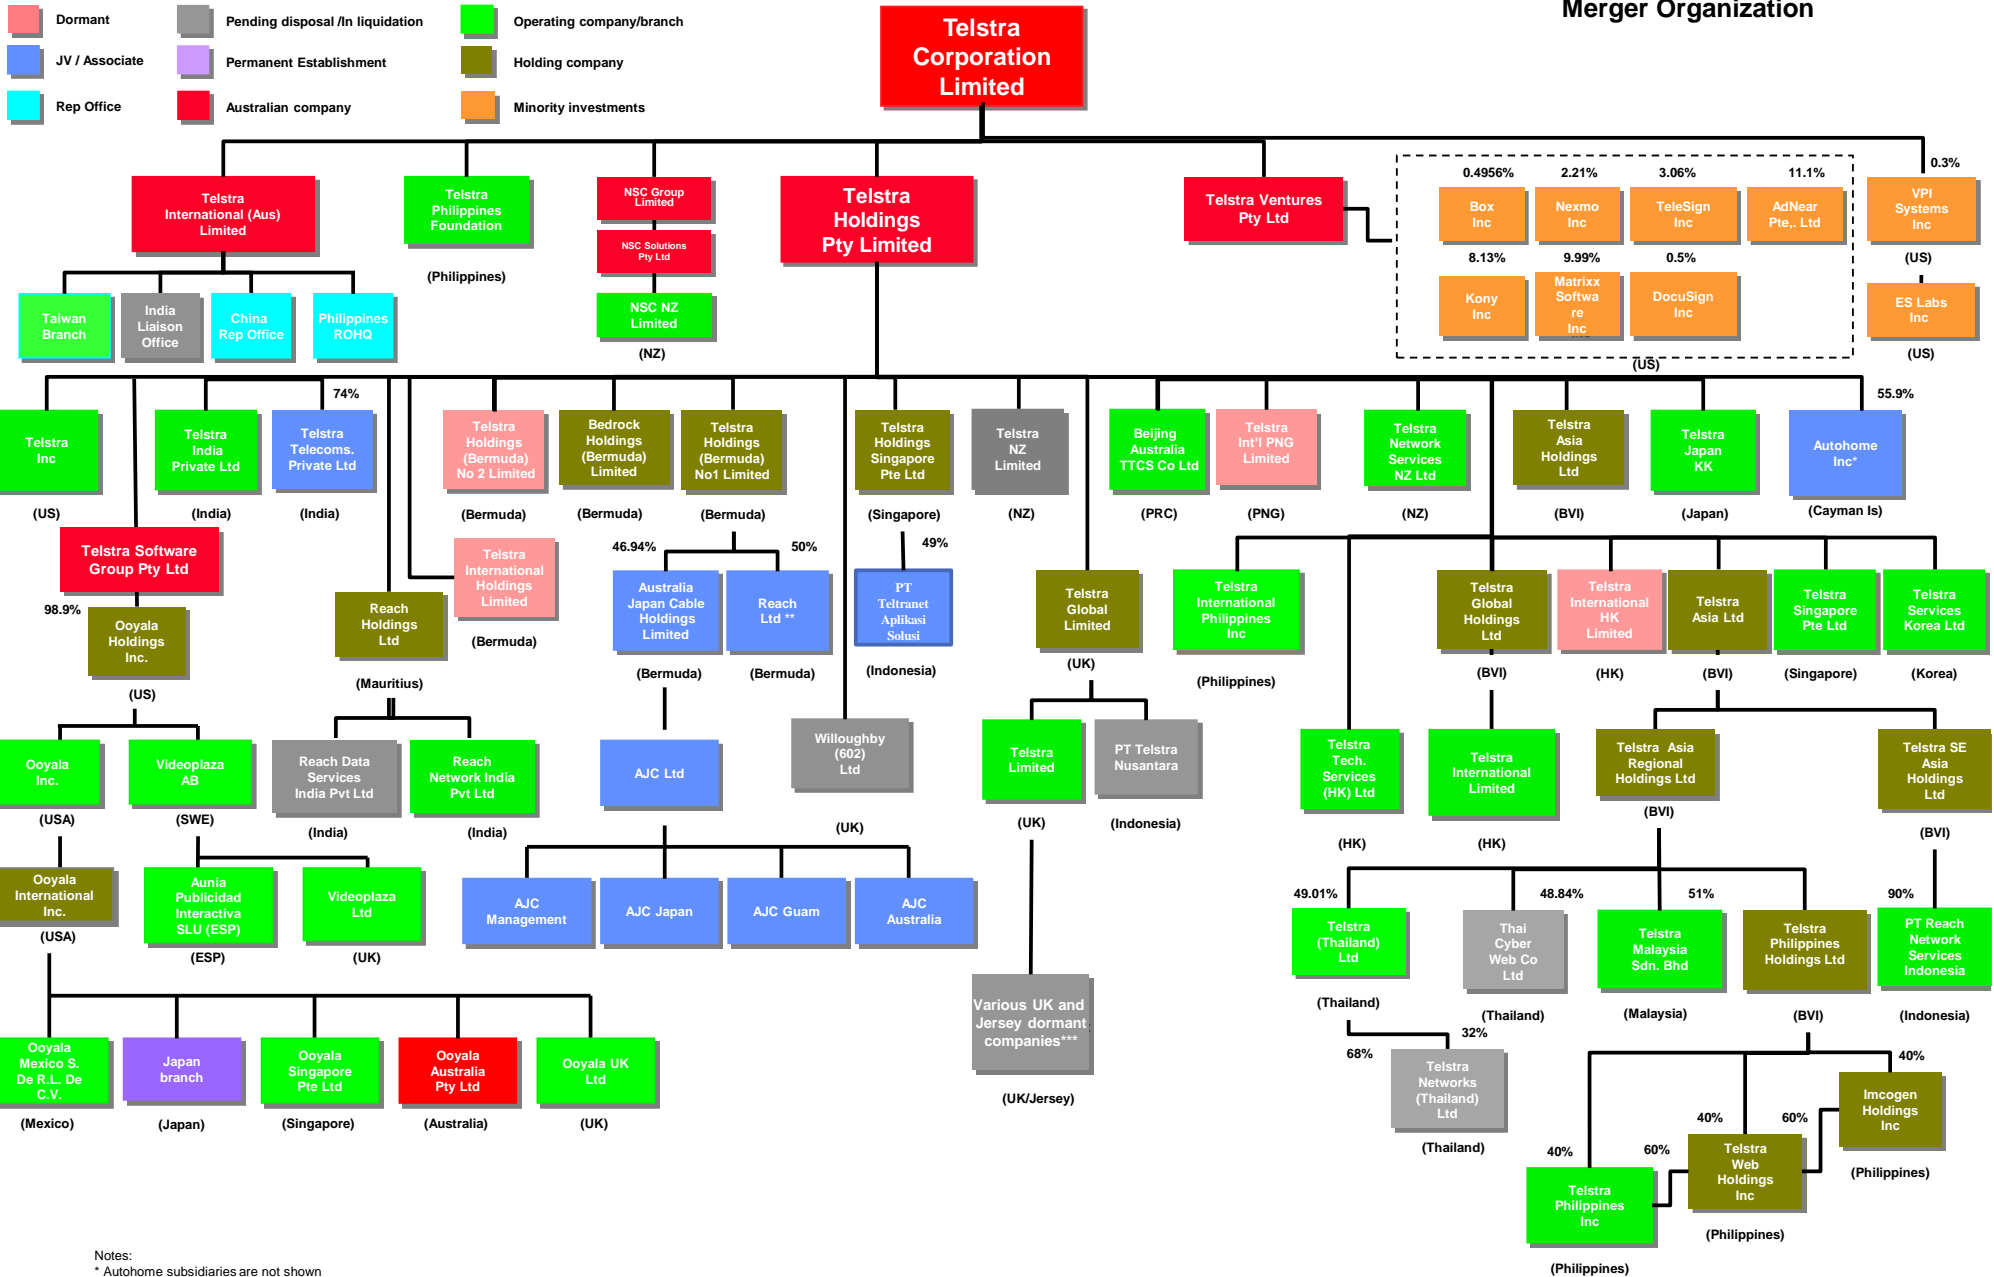 Merger Organization
Dormant
Pending disposal /In liquidation
Operating company/branch
JV / Associate
Permanent Establishment
Holding company
Rep Office
Australian company
Minority investments
Telstra
Corporation
Limited
Telstra
International (Aus)
Limited
Telstra
Philippines
Foundation
(Philippines)
NSC Group
Limited
NSC Solutions
Pty Ltd
NSC NZ
Limited
(NZ)
Telstra
Holdings
Pty Limited
Telstra Ventures
Pty Ltd
0.4956%
2.21%
3.06%
11.1%
Box
Inc
Nexmo
Inc
TeleSign
Inc
AdNear
Pte,. Ltd
8.13%
9.99%
0.5%
Kony
Inc
Matrixx
Softwa
re
Inc
DocuSign
Inc
(US)
0.3%
VPI
Systems
Inc
(US)
ES Labs
Inc
(US)
Taiwan
Branch
India
Liaison
Office
China
Rep Office
Philippines
ROHQ
Telstra
Inc
(US)
Telstra
India
Private Ltd
(India)
74%
Telstra
Telecoms.
Private Ltd
(India)
Telstra
Holdings
(Bermuda)
No 2 Limited
(Bermuda)
Bedrock
Holdings
(Bermuda)
Limited
(Bermuda)
Telstra
Holdings
(Bermuda)
No1 Limited
(Bermuda)
Telstra
Holdings
Singapore
Pte Ltd
(Singapore)
Telstra
NZ
Limited
(NZ)
Beijing
Australia
TTCS Co Ltd
(PRC)
Telstra
Int'l PNG
Limited
(PNG)
Telstra
Network
Services
NZ Ltd
(NZ)
Telstra
Asia
Holdings
Ltd
(BVI)
Telstra
Japan
KK
(Japan)
55.9%
Autohome
Inc*
(Cayman Is)
Telstra Software
Group Pty Ltd
98.9%
Ooyala
Holdings
Inc.
(US)
Reach
Holdings
Ltd
(Mauritius)
Telstra
International
Holdings
Limited
(Bermuda)
46.94%
Australia
Japan Cable
Holdings
Limited
(Bermuda)
50%
Reach
Ltd **
(Bermuda)
49%
PT
Teltranet
Aplikasi
Solusi
(Indonesia)
Telstra
Global
Limited
(UK)
Telstra
International
Philippines
Inc
(Philippines)
Telstra
Global
Holdings
Ltd
(BVI)
Telstra
International
HK
Limited
(HK)
Telstra
Asia Ltd
(BVI)
Telstra
Singapore
Pte Ltd
(Singapore)
Telstra
Services
Korea Ltd
(Korea)
Ooyala
Inc.
(USA)
Videoplaza
AB
(SWE)
Reach Data
Services
India Pvt Ltd
(India)
Reach
Network India
Pvt Ltd
(India)
AJC Ltd
Willoughby
(602)
Ltd
(UK)
Telstra
Limited
(UK)
PT Telstra
Nusantara
(Indonesia)
Telstra
Tech.
Services
(HK) Ltd
(HK)
Telstra
International
Limited
(HK)
Telstra Asia
Regional
Holdings Ltd
(BVI)
Telstra SE
Asia
Holdings
Ltd
(BVI)
Ooyala
International
Inc.
(USA)
Aunia
Publicidad
Interactiva
SLU (ESP)
(ESP)
Videoplaza
Ltd
(UK)
AJC
Management
AJC Japan
AJC Guam
AJC
Australia
49.01%
Telstra
(Thailand)
Ltd
(Thailand)
48.84%
Thai
Cyber
Web Co
Ltd
(Thailand)
51%
Telstra
Malaysia
Sdn. Bhd
(Malaysia)
Telstra
Philippines
Holdings Ltd
(BVI)
90%
PT Reach
Network
Services
Indonesia
(Indonesia)
Various UK and
Jersey dormant
companies***
(UK/Jersey)
Ooyala
Mexico S.
De R.L. De
C.V.
(Mexico)
Japan
branch
(Japan)
Ooyala
Singapore
Pte Ltd
(Singapore)
Ooyala
Australia
Pty Ltd
(Australia)
Ooyala UK
Ltd
(UK)
68%
32%
Telstra
Networks
(Thailand)
Ltd
(Thailand)
40%
Imcogen
Holdings
Inc
(Philippines)
40%
60%
Telstra
Web
Holdings
Inc
(Philippines)
40%
60%
Telstra
Philippines
Inc
(Philippines)
Notes:
* Autohome subsidiaries are not shown